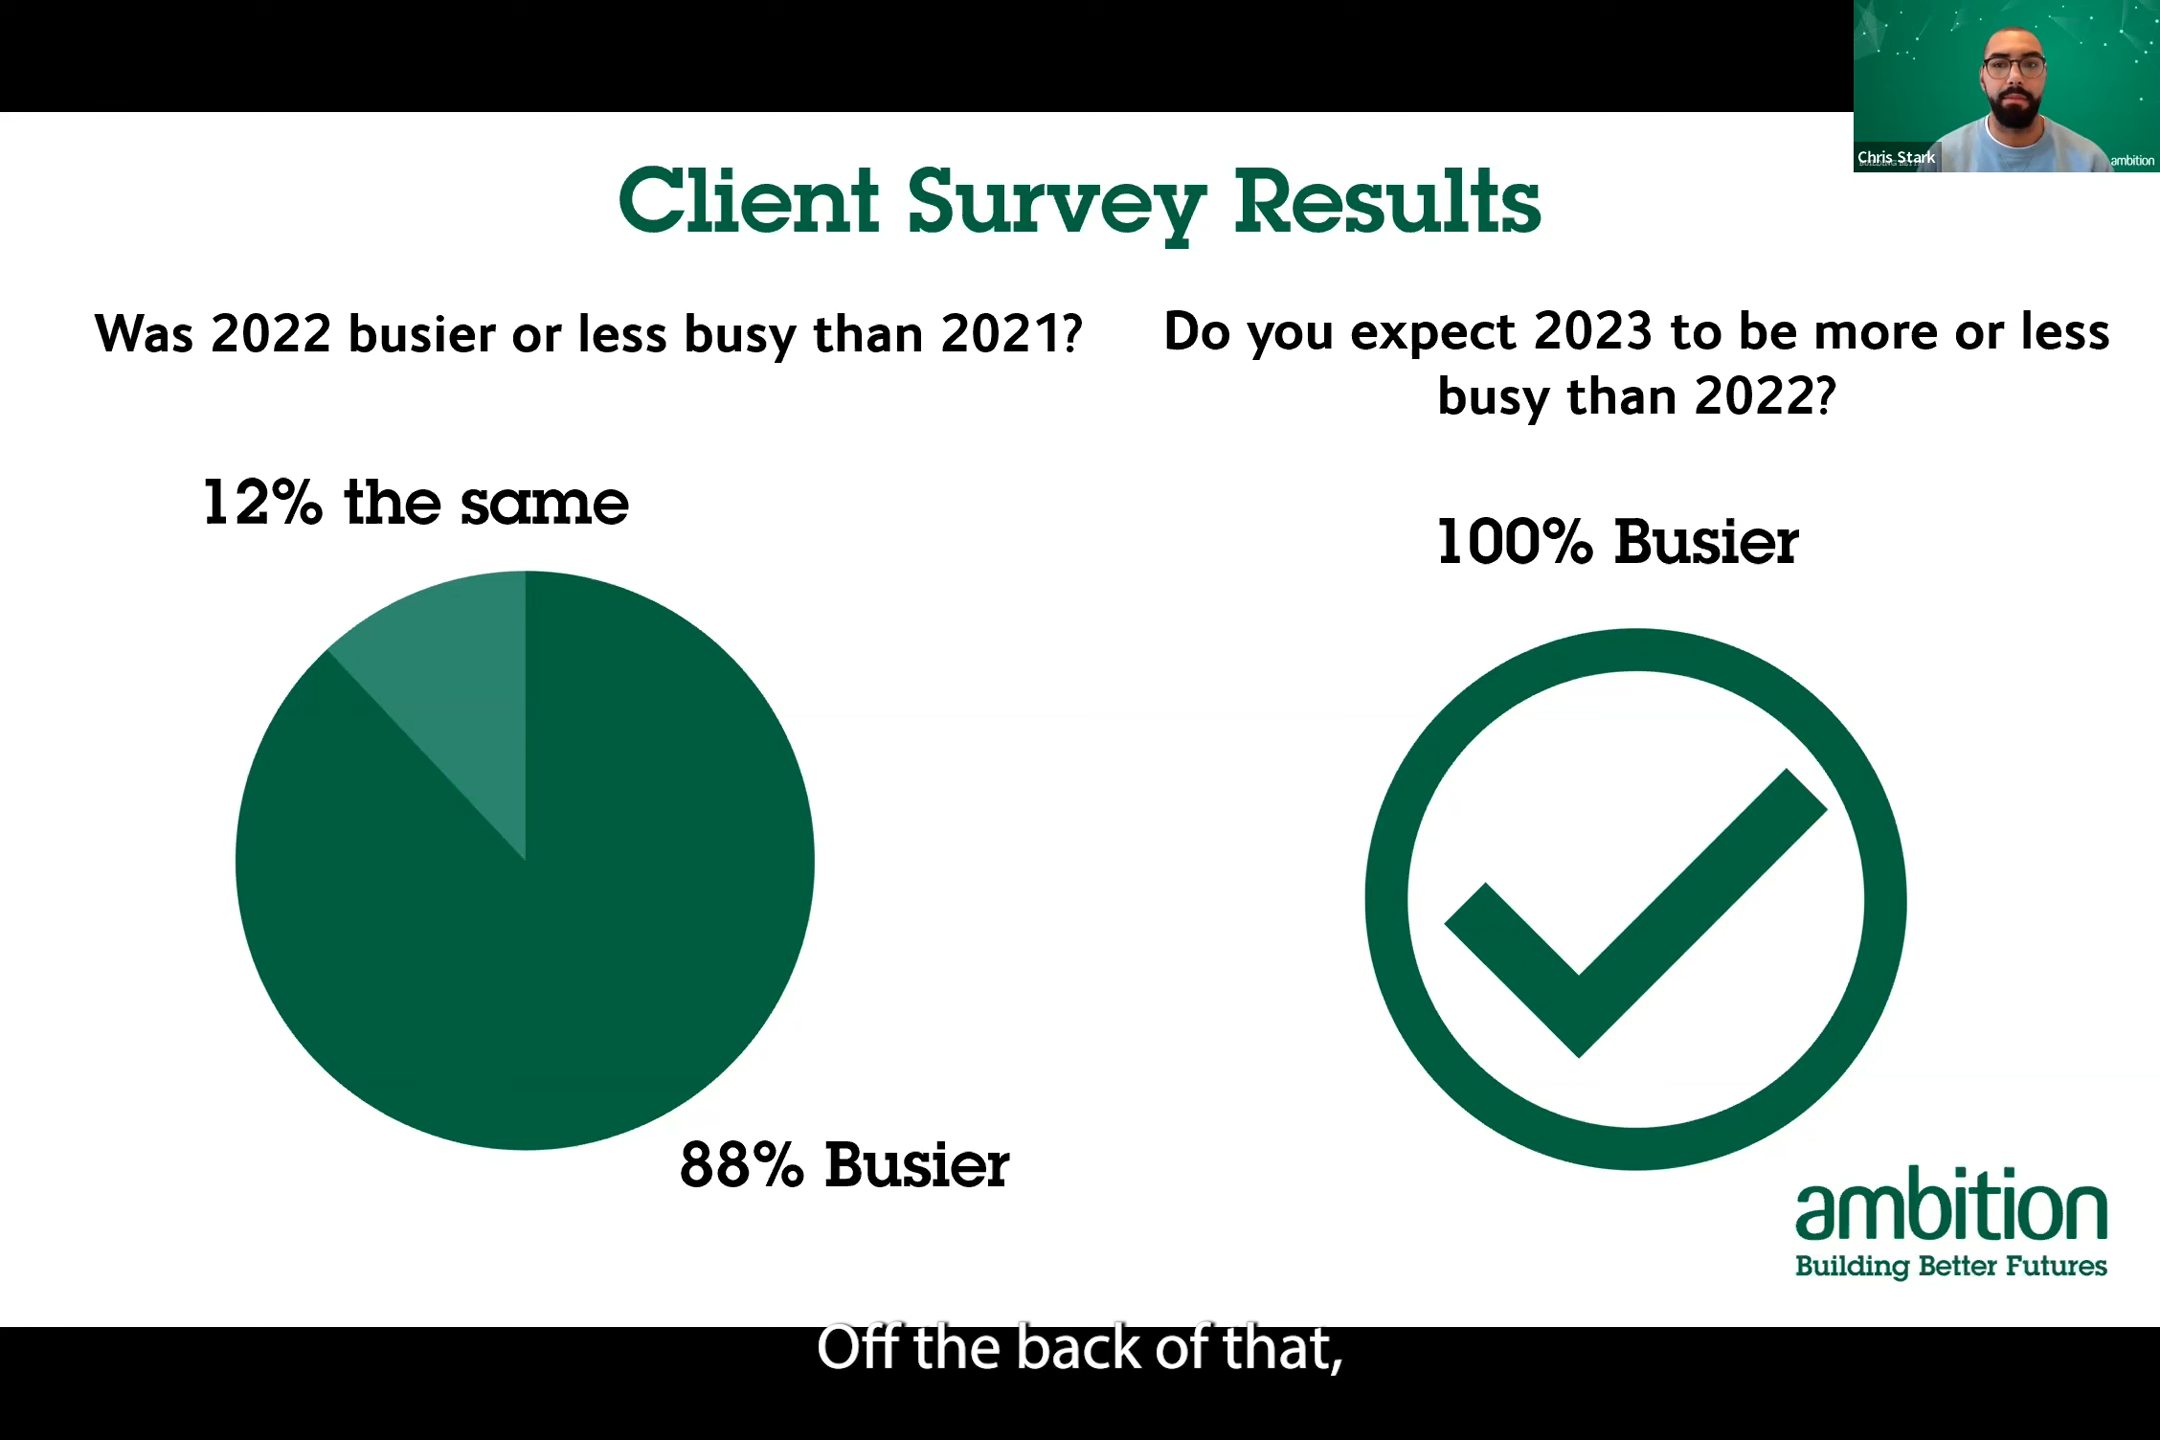 Chris Stark
ambition
Client Survey Results
Was 2022 busier or less busy than 2021?
Do you expect 2023 to be more or less
busy than 2022?
12% the same
100% Busier
88% Busier
ambition
Building Better Futures
Off the back of that,